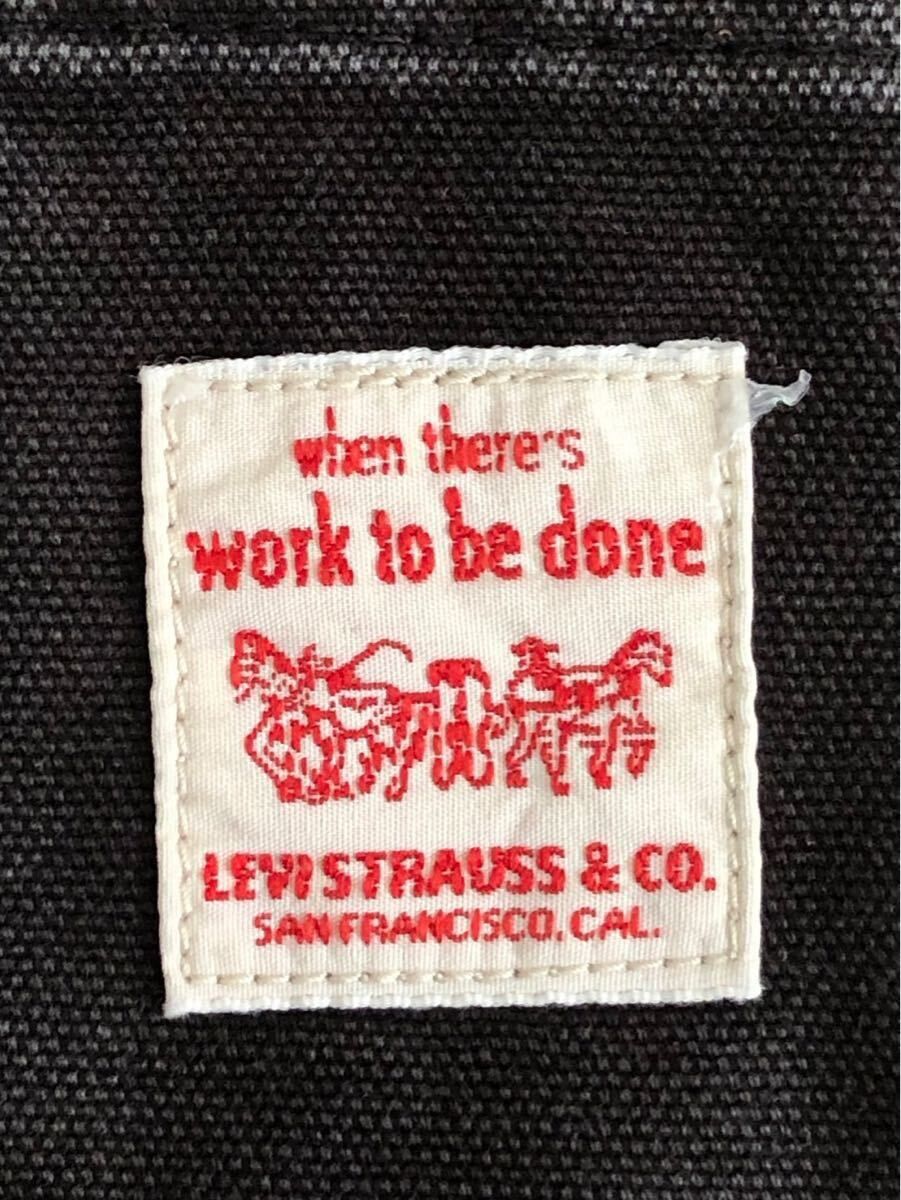 when there's
work to be done
LEVI STRAUSS & CO.
SAN FRANCISCO, CAL.